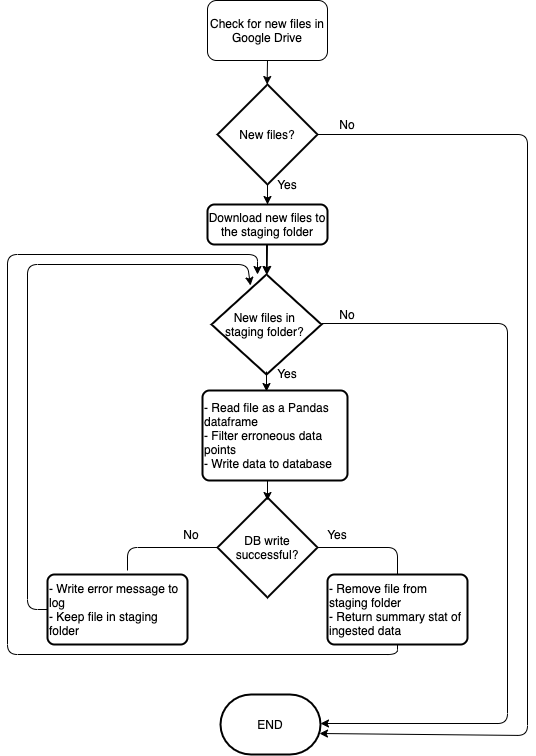 Check for new files in
Google Drive
New files?
No
Yes
Download new files to
the staging folder
New files in
staging folder?
No
Yes
- Read file as a Pandas
dataframe
- Filter erroneous data
points
- Write data to database
DB write
successful?
No
Yes
- Write error message to
log
- Keep file in staging
folder
- Remove file from
staging folder
- Return summary stat of
ingested data
END